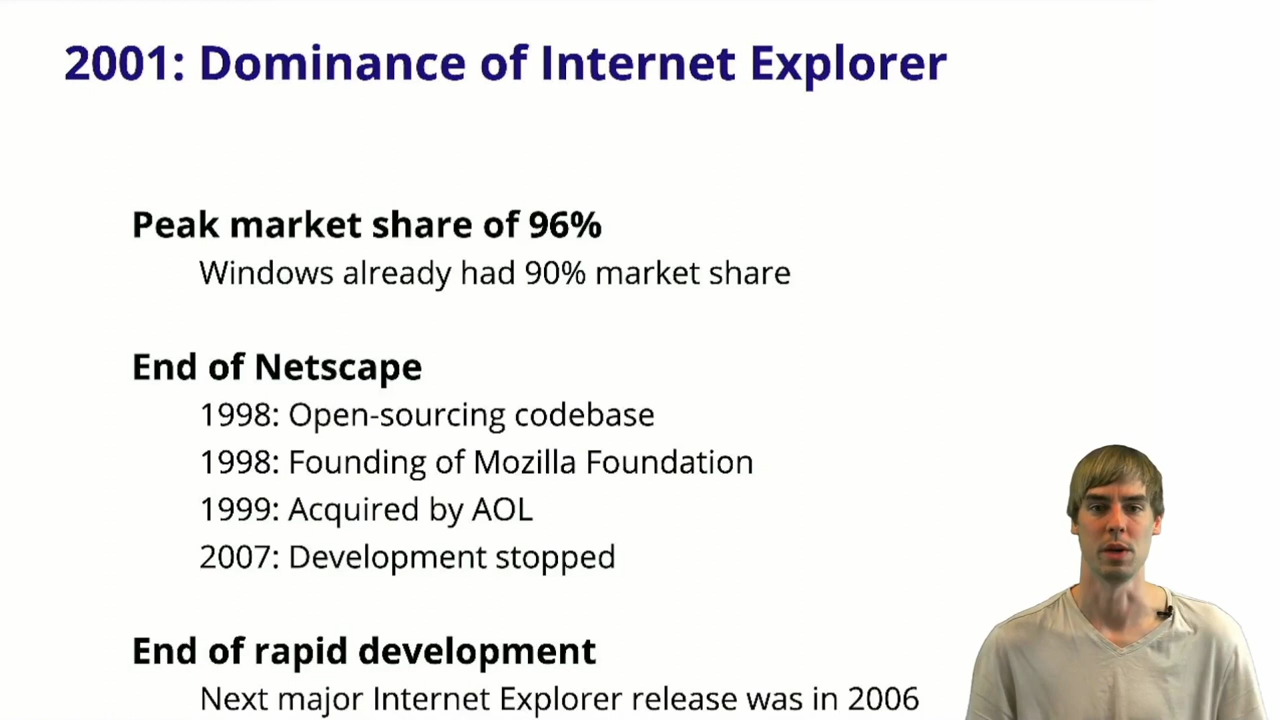 2001: Dominance of Internet Explorer
Peak market share of 96%
Windows already had 90% market share
End of Netscape
1998: Open-sourcing codebase
1998: Founding of Mozilla Foundation
1999: Acquired by AOL
2007: Development stopped
End of rapid development
Next major Internet Explorer release was in 2006